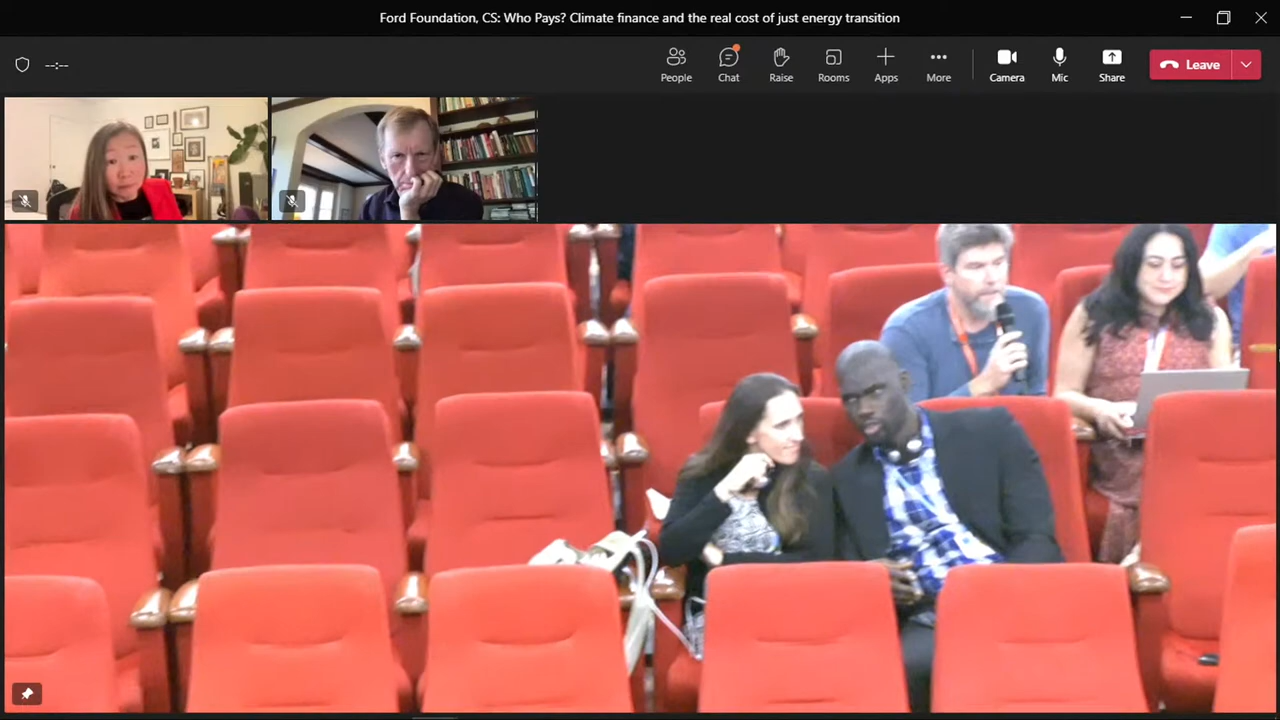 Ford Foundation, CS: Who Pays? Climate finance and the real cost of just energy transition
--:--
People
Chat
Raise
Rooms
Apps
More
Camera
Mic
Share
Leave